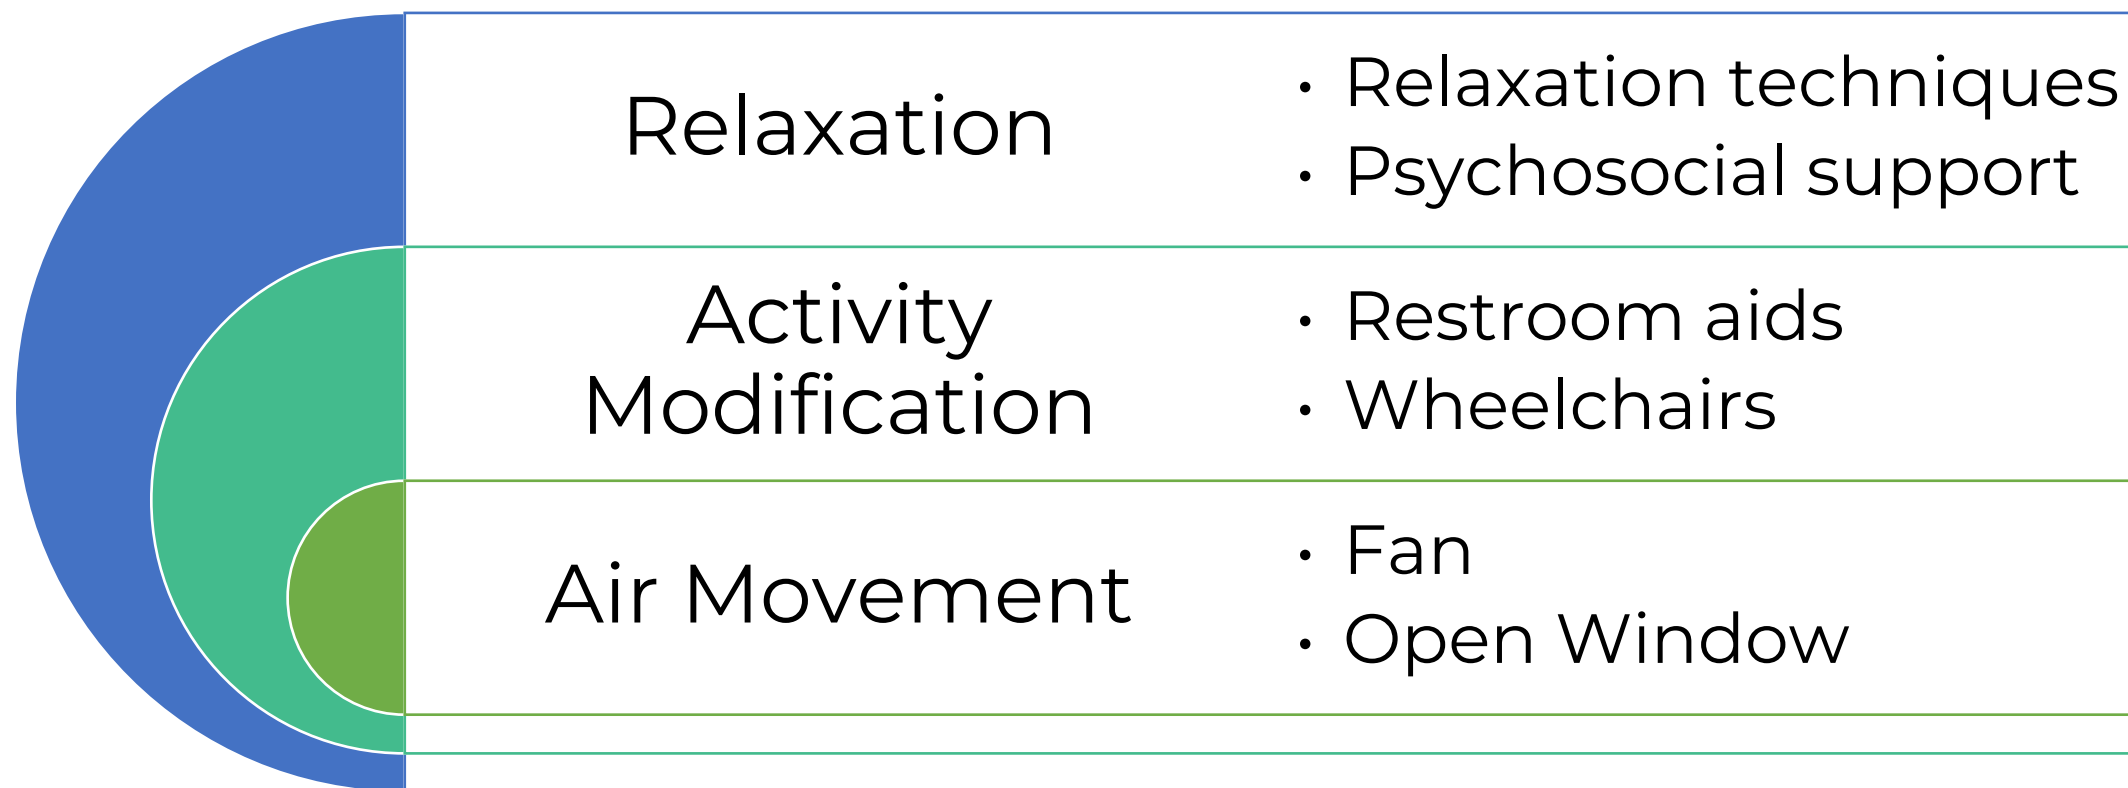 Relaxation
• Relaxation techniques
• Psychosocial support
Activity
Modification
• Restroom aids
• Wheelchairs
Air Movement
• Fan
• Open Window